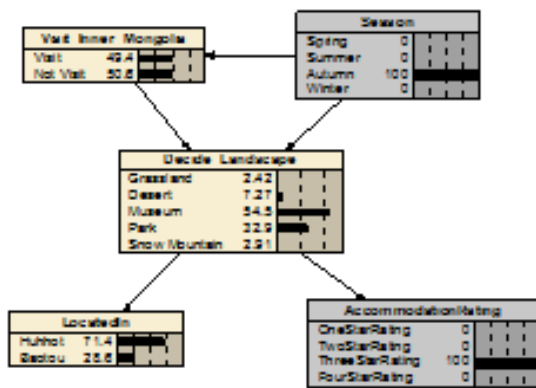 Visit Inner Mongolia
Visit 49.4
Not Visit 50.6
Season
Spring 0
Summer 0
Autumn 100
Winter 0
Decide Landscape
Grassland 2.42
Desert 7.27
Museum 54.5
Park 32.9
Snow Mountain 2.91
LocatedIn
Huhhot 71.4
Baotou 28.6
AccommodationRating
OneStarRating 0
TwoStarRating 0
ThreeStarRating 100
FourStarRating 0